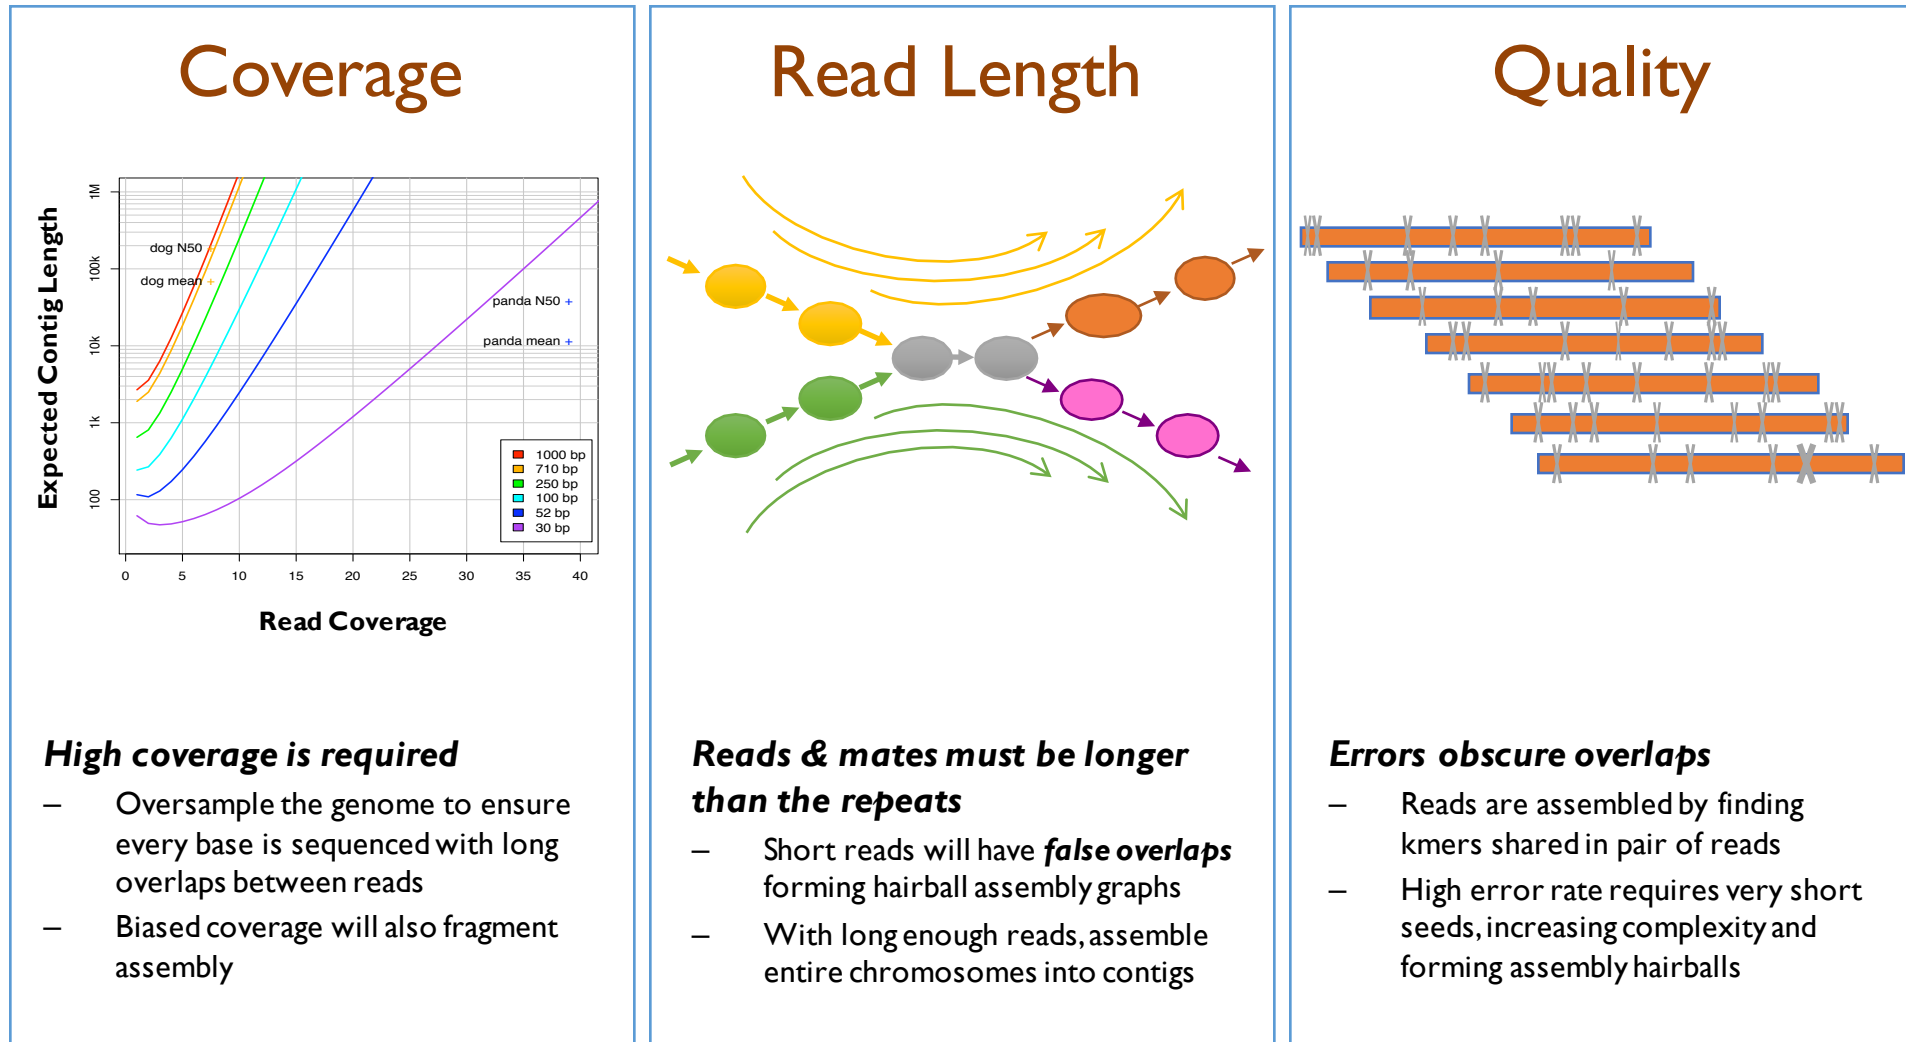 Coverage
Expected Contig Length
1M
100k
10k
1k
100
dog N50
dog mean +
panda N50 +
panda mean +
1000 bp
710 bp
250 bp
100 bp
52 bp
30 bp
0 5 10 15 20 25 30 35 40
Read Coverage
High coverage is required
– Oversample the genome to ensure
every base is sequenced with long
overlaps between reads
– Biased coverage will also fragment
assembly
Read Length
Reads & mates must be longer
than the repeats
– Short reads will have false overlaps
forming hairball assembly graphs
– With long enough reads, assemble
entire chromosomes into contigs
Quality
Errors obscure overlaps
– Reads are assembled by finding
kmers shared in pair of reads
– High error rate requires very short
seeds, increasing complexity and
forming assembly hairballs